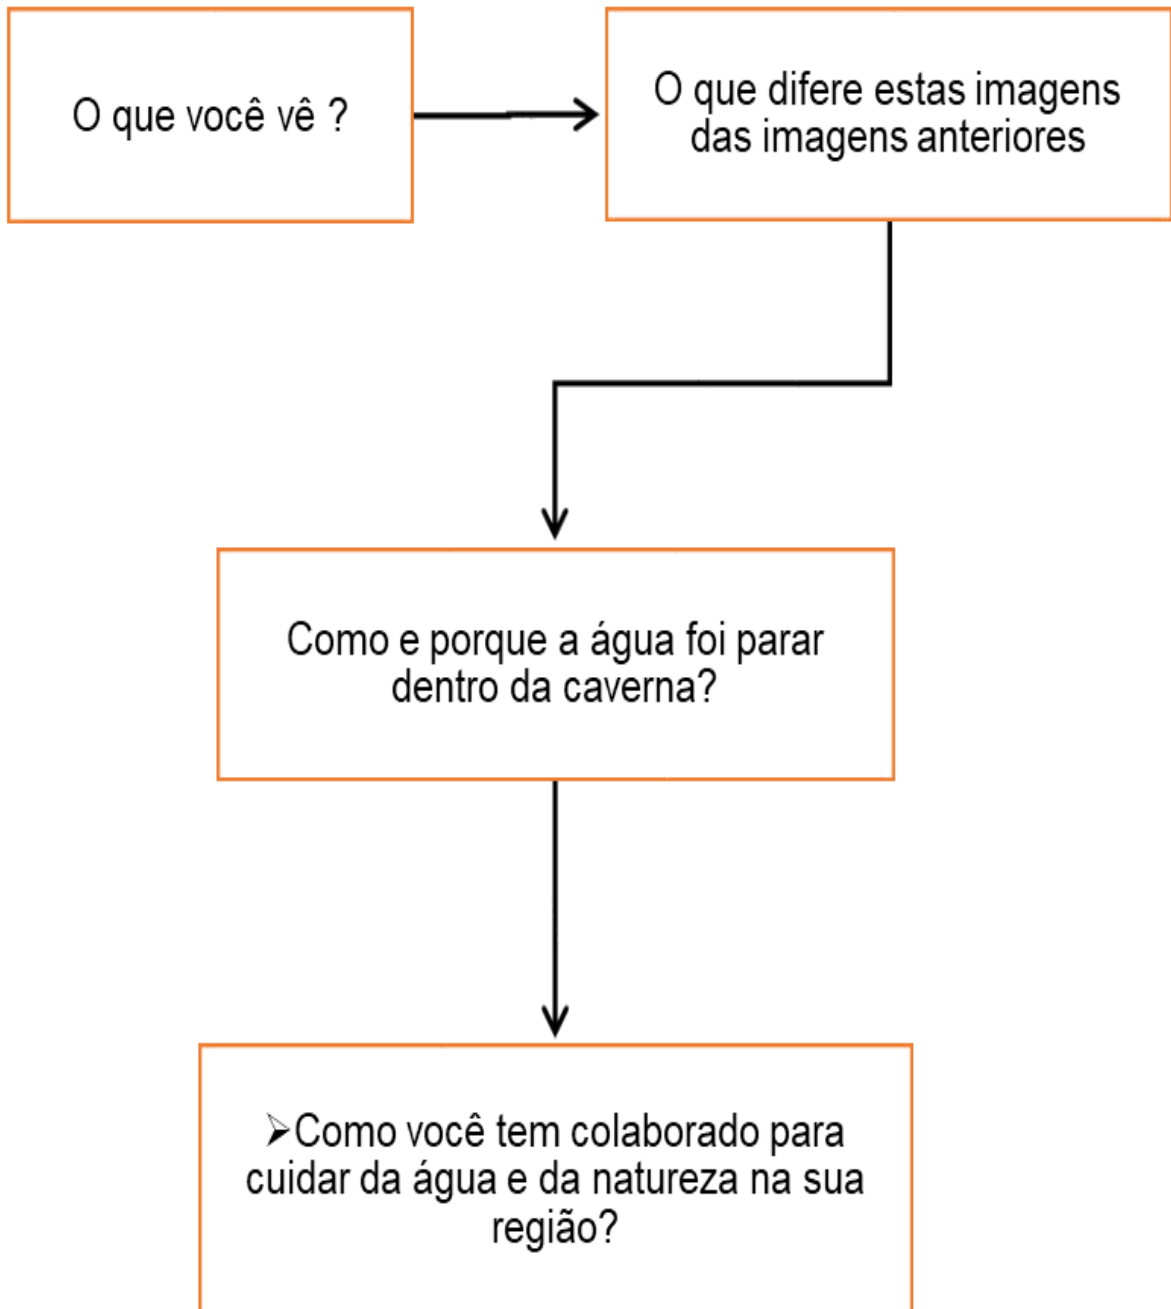 O que você vê ?
O que difere estas imagens
das imagens anteriores
Como e porque a água foi parar
dentro da caverna?
➢Como você tem colaborado para
cuidar da água e da natureza na sua
região?